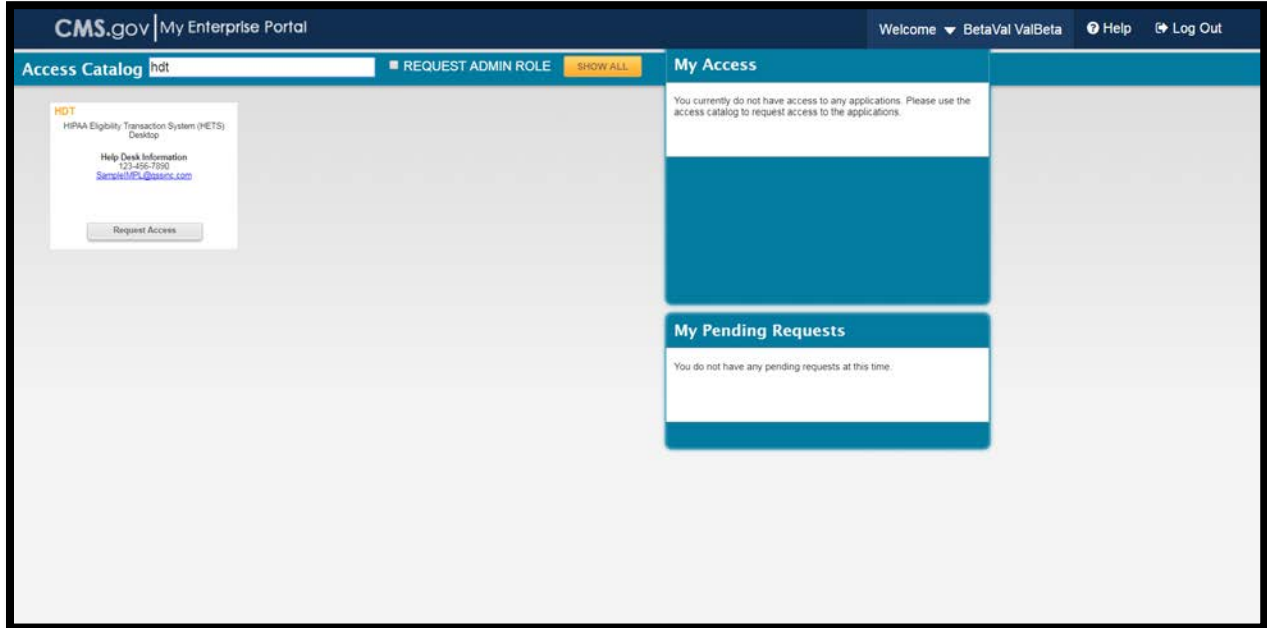 CMS.gov My Enterprise Portal
Welcome BetaVal ValBeta
Help
Log Out
Access Catalog
hdt
REQUEST ADMIN ROLE
SHOW ALL
HDT
HIPAA Eligibility Transaction System (HETS)
Desktop
Help Desk Information
123-456-7890
SampleIMPL@qssinc.com
Request Access
My Access
You currently do not have access to any applications. Please use the
access catalog to request access to the applications.
My Pending Requests
You do not have any pending requests at this time.